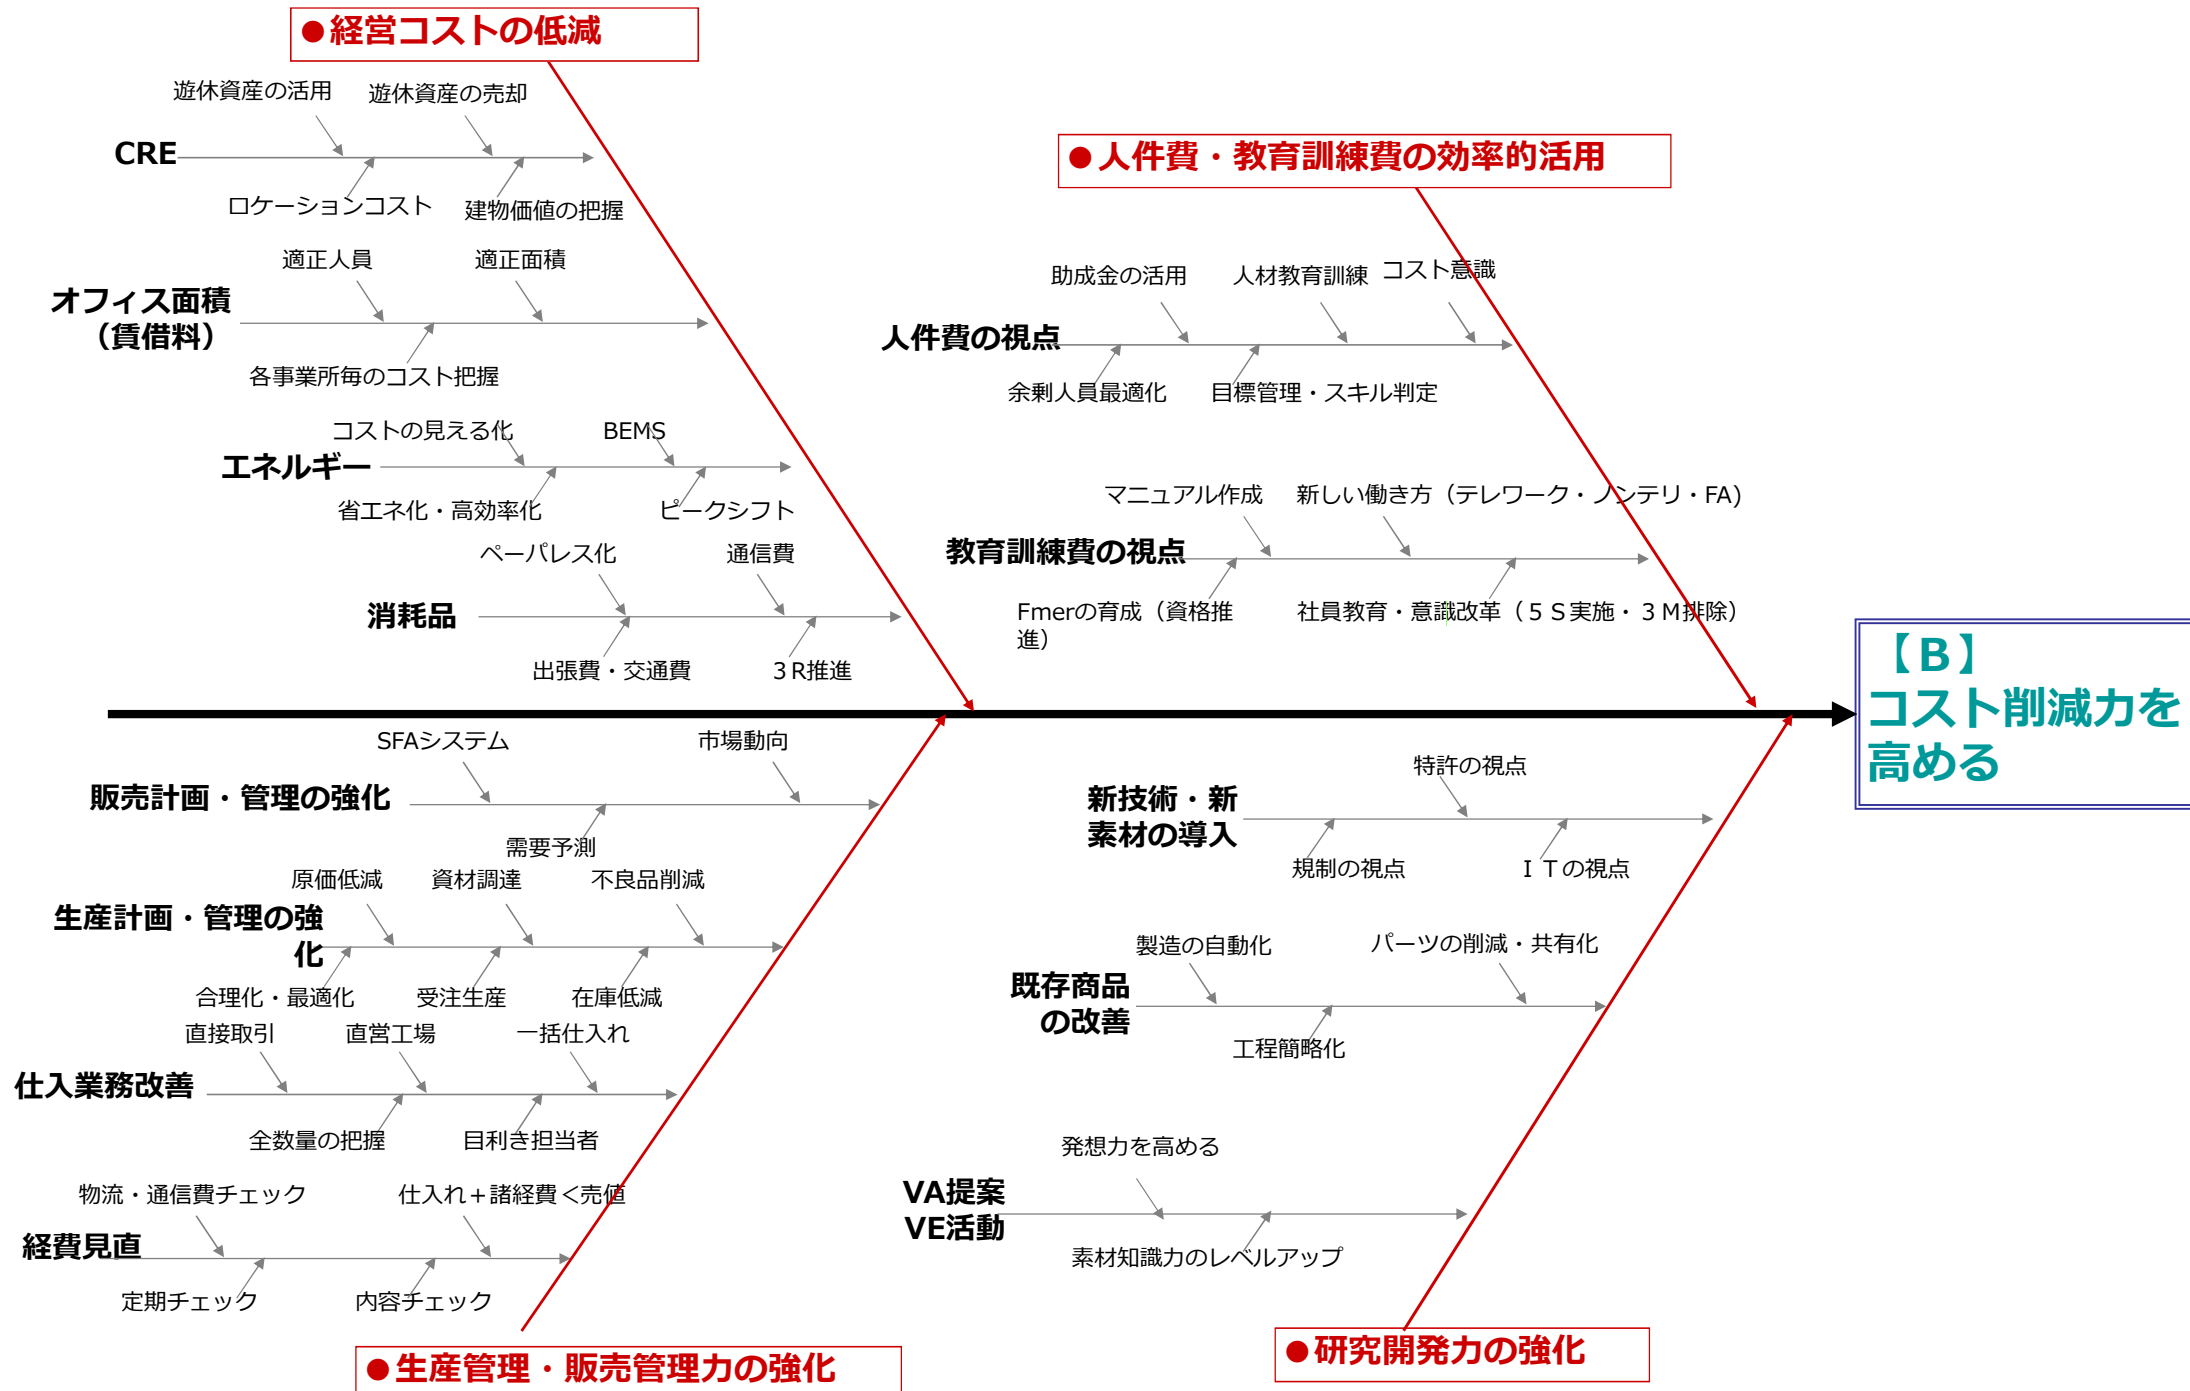 ●経営コストの低減
遊休資産の活用
遊休資産の売却
CRE
ロケーションコスト
建物価値の把握
適正人員
適正面積
オフィス面積
（賃借料）
各事業所毎のコスト把握
コストの見える化
BEMS
エネルギー
省エネ化・高効率化
ピークシフト
ペーパレス化
通信費
消耗品
出張費・交通費
３R推進
●人件費・教育訓練費の効率的活用
助成金の活用
人材教育訓練
コスト意識
人件費の視点
余剰人員最適化
目標管理・スキル判定
マニュアル作成
新しい働き方（テレワーク・ノンテリ・FA)
教育訓練費の視点
Fmerの育成（資格推
進）
社員教育・意識改革（５Ｓ実施・３Ｍ排除）
【Ｂ】
コスト削減力を
高める
SFAシステム
市場動向
販売計画・管理の強化
需要予測
原価低減
資材調達
不良品削減
生産計画・管理の強
化
合理化・最適化
受注生産
在庫低減
直接取引
直営工場
一括仕入れ
仕入業務改善
全数量の把握
目利き担当者
物流・通信費チェック
仕入れ＋諸経費＜売値
経費見直
定期チェック
内容チェック
●生産管理・販売管理力の強化
特許の視点
新技術・新
素材の導入
規制の視点
ＩＴの視点
製造の自動化
パーツの削減・共有化
既存商品
の改善
工程簡略化
発想力を高める
VA提案
VE活動
素材知識力のレベルアップ
●研究開発力の強化